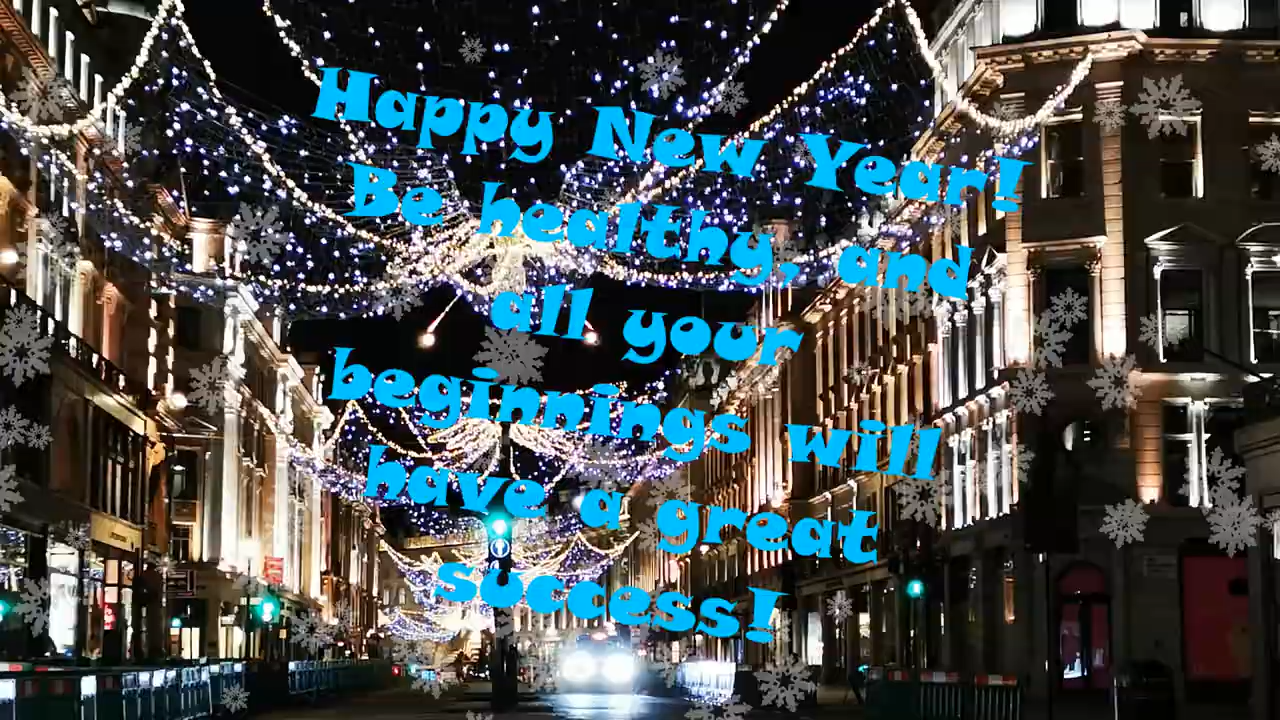 Happy New Year!
Be healthy, and
all your
beginnings will
have a great
success!